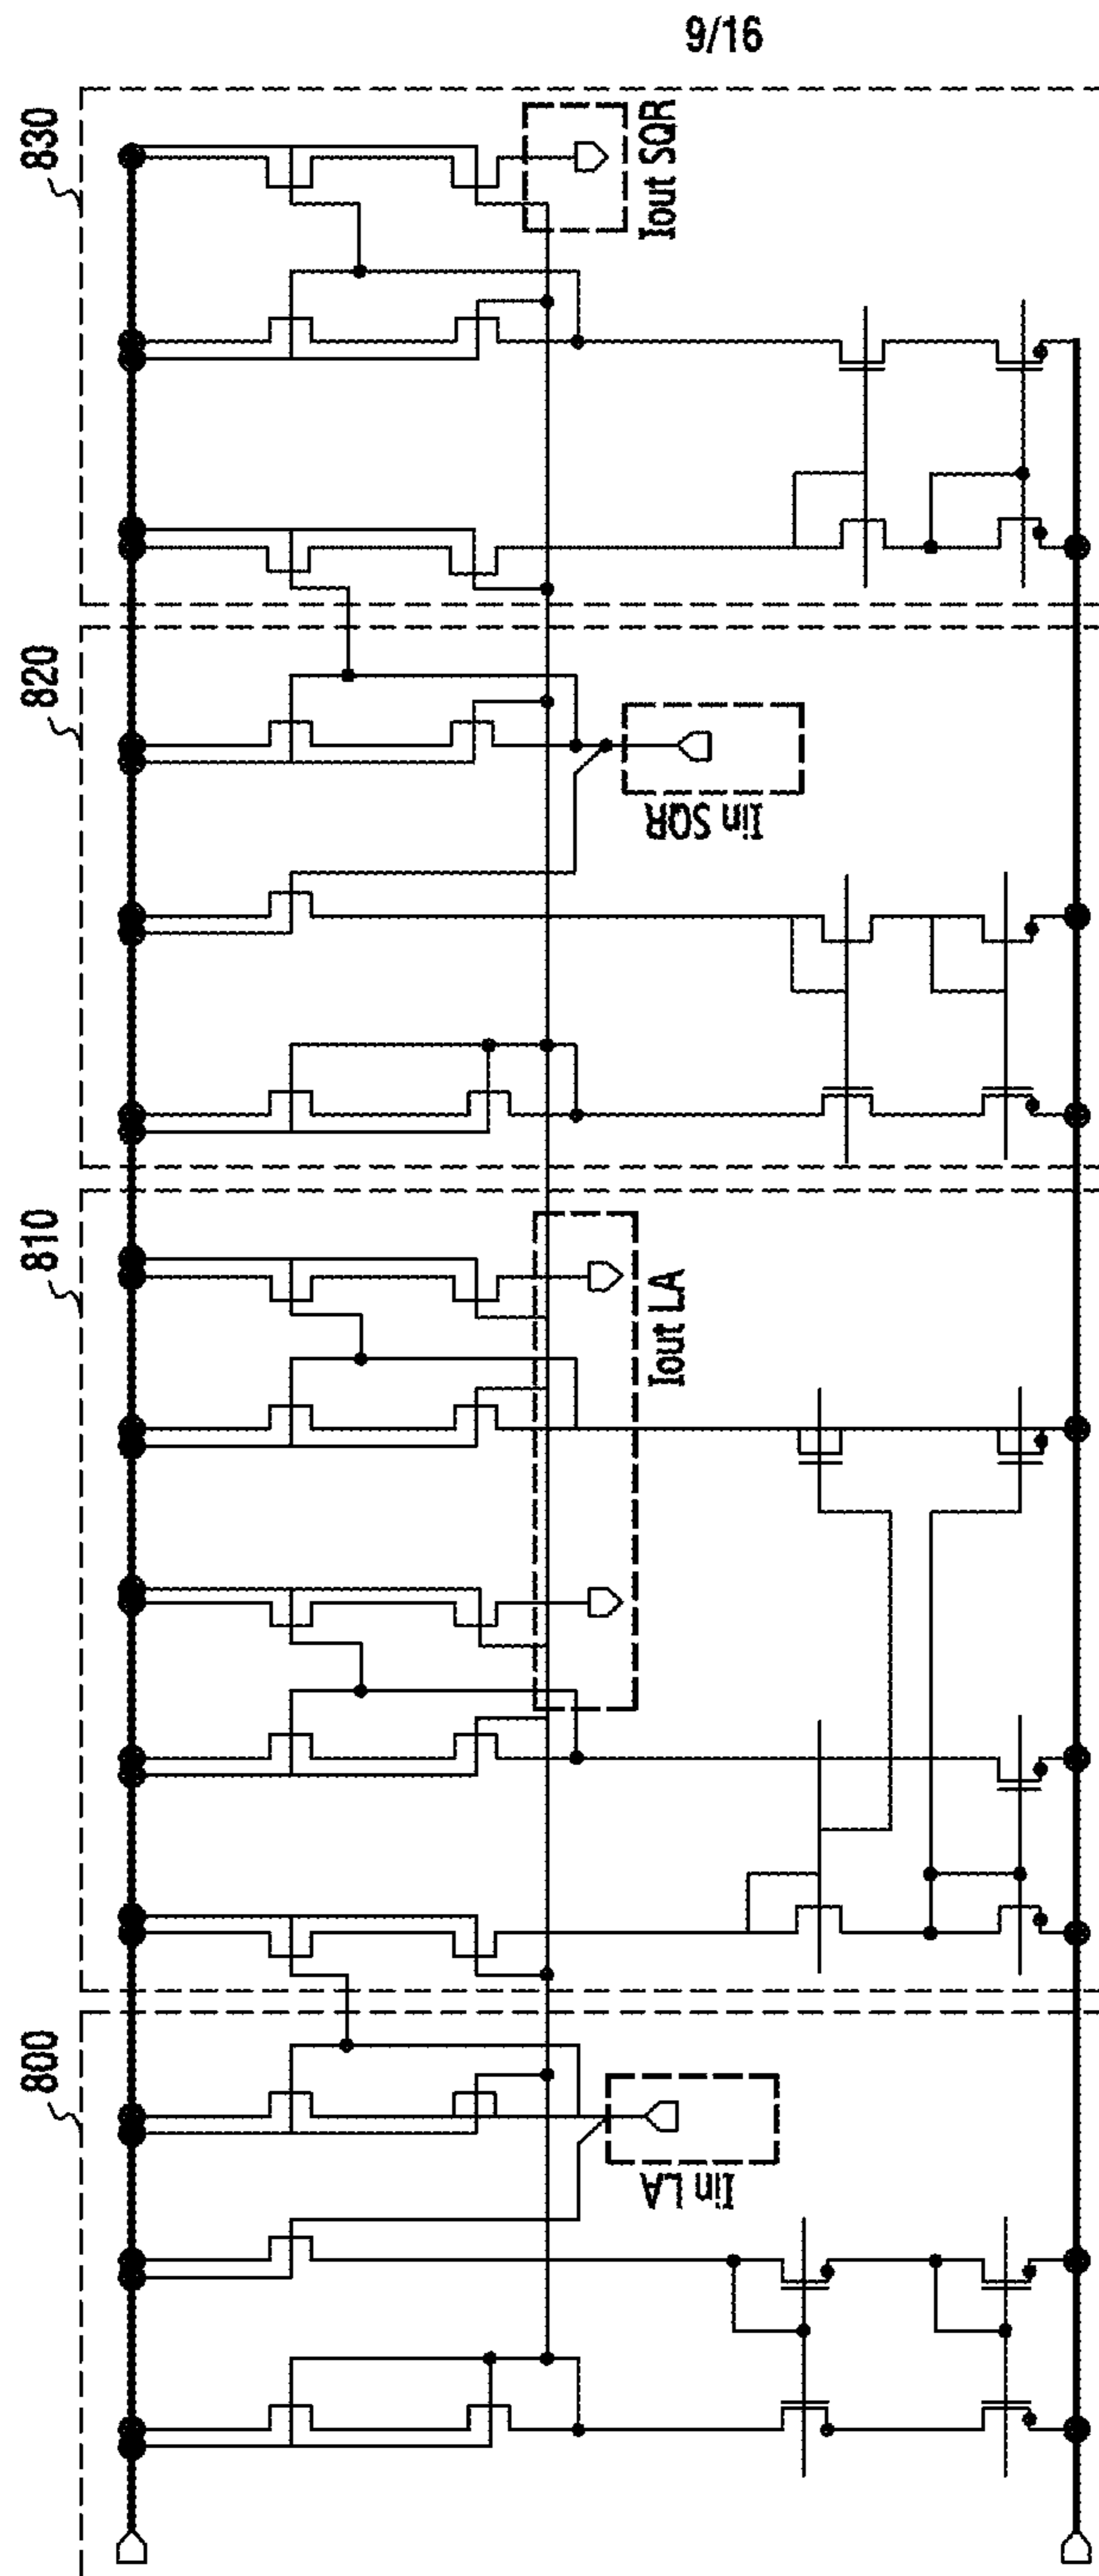 9/16
830
Iout SQR
820
Iin SQR
810
Iout LA
800
Iin LA